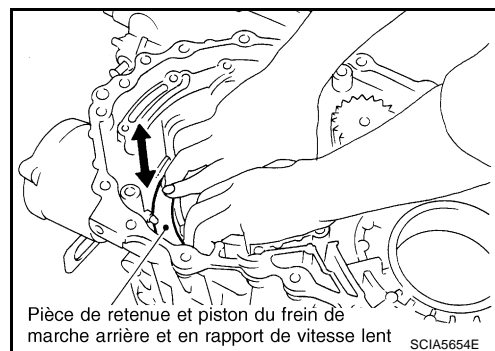 Pièce de retenue et piston du frein de
marche arrière et en rapport de vitesse lent
SCIA5654E